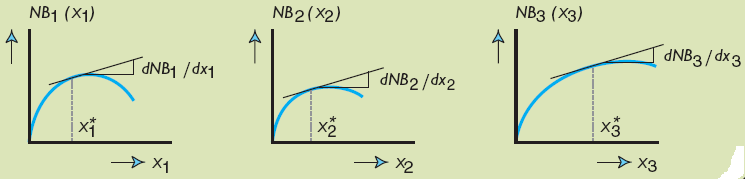 NB1 (x1)
dNB1 /dx1
x1*
x1
NB2 (x2)
dNB2 /dx2
x2*
x2
NB3 (x3)
dNB3 /dx3
x3*
x3